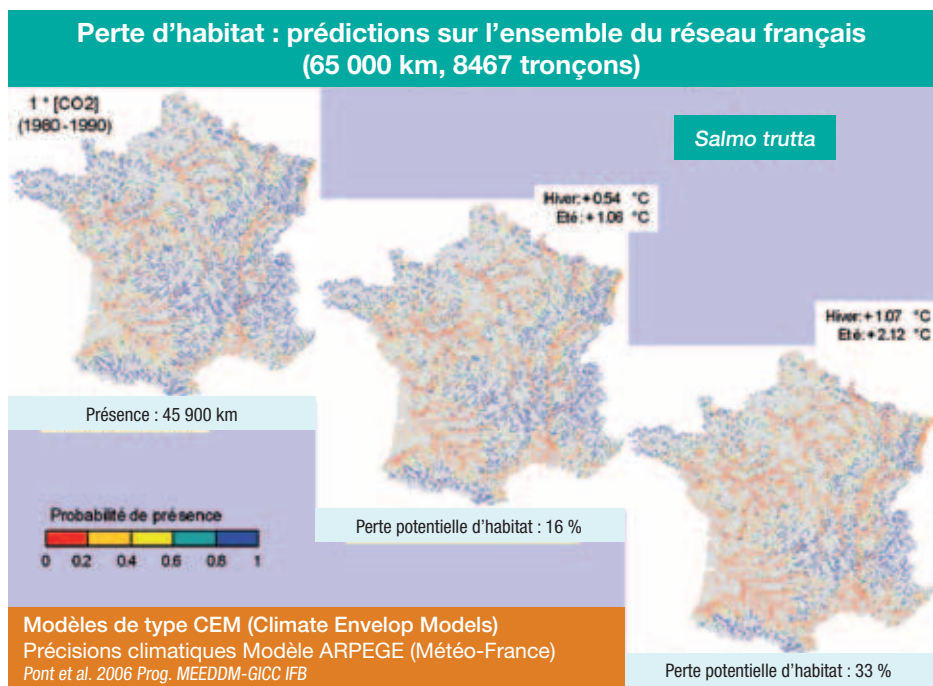 Perte d’habitat : prédictions sur l’ensemble du réseau français
(65 000 km, 8467 tronçons)
1 * [CO2]
(1980-1990)
Salmo trutta
Hiver:+0.54 °C
Eté:+1.06 °C
Hiver:+1.07 °C
Eté:+2.12 °C
Présence : 45 900 km
Perte potentielle d’habitat : 16 %
Probabilité de présence
0 0.2 0.4 0.6 0.8 1
Modèles de type CEM (Climate Envelop Models)
Précisions climatiques Modèle ARPEGE (Météo-France)
Pont et al. 2006 Prog. MEEDDM-GICC IFB
Perte potentielle d’habitat : 33 %